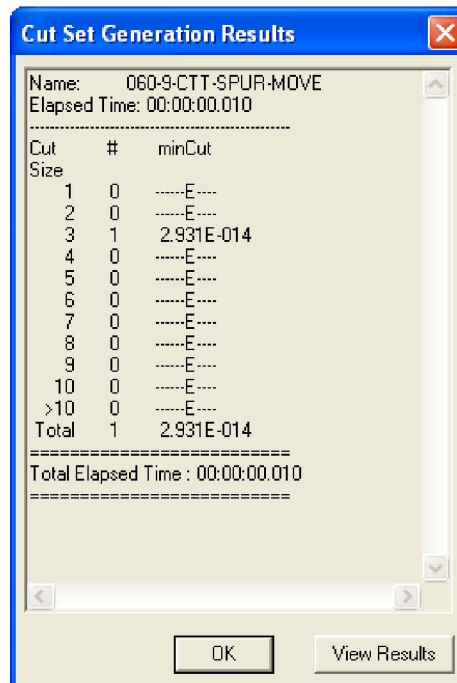 Cut Set Generation Results
Name: 060-9-CTT-SPUR-MOVE
Elapsed Time: 00:00:00.010
--------------------------------------------------
Cut # minCut
Size
1 0 ------E----
2 0 ------E----
3 1 2.931E-014
4 0 ------E----
5 0 ------E----
6 0 ------E----
7 0 ------E----
8 0 ------E----
9 0 ------E----
10 0 ------E----
>10 0 ------E----
Total 1 2.931E-014
==========================
Total Elapsed Time : 00:00:00.010
==========================
OK View Results